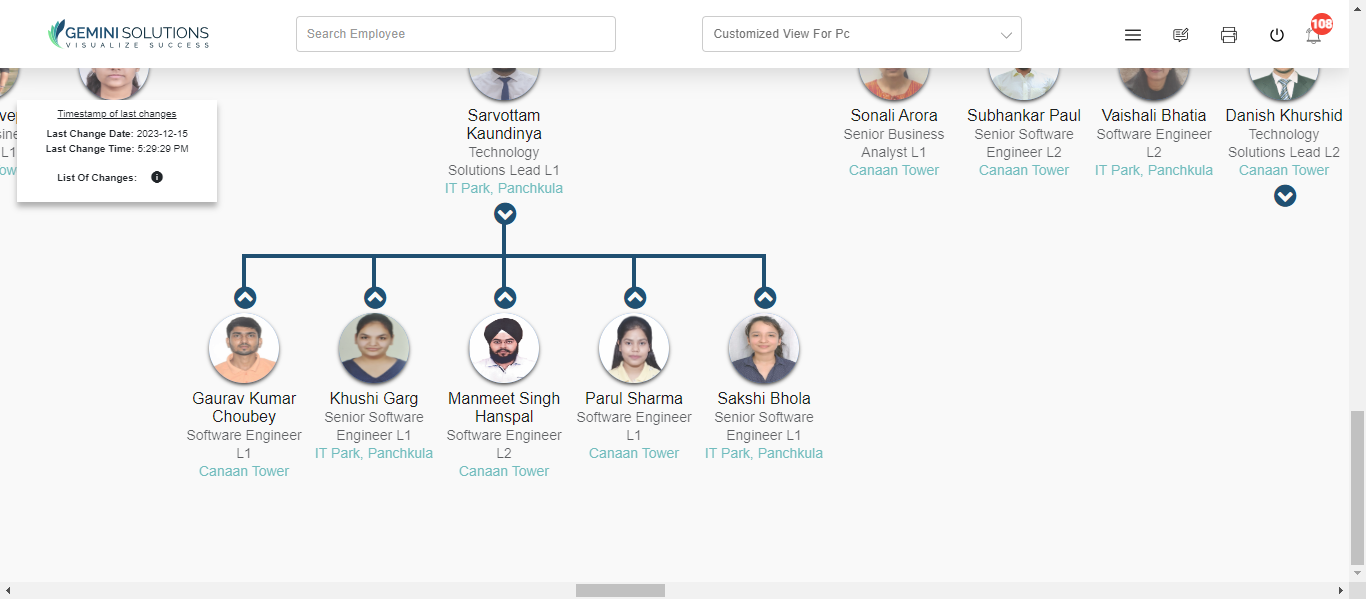 GEMINI SOLUTIONS
VISUALIZE SUCCESS
Search Employee
Customized View For Pc
108
Timestamp of last changes
Last Change Date: 2023-12-15
Last Change Time: 5:29:29 PM
List Of Changes:
L1
Sarvottam
Kaundinya
Technology
Solutions Lead L1
IT Park, Panchkula
Sonali Arora
Senior Business
Analyst L1
Canaan Tower
Subhankar Paul
Senior Software
Engineer L2
Canaan Tower
Vaishali Bhatia
Software Engineer
L2
IT Park, Panchkula
Danish Khurshid
Technology
Solutions Lead L2
Canaan Tower
Gaurav Kumar
Choubey
Software Engineer
L1
Canaan Tower
Khushi Garg
Senior Software
Engineer L1
IT Park, Panchkula
Manmeet Singh
Hanspal
Software Engineer
L2
Canaan Tower
Parul Sharma
Software Engineer
L1
Canaan Tower
Sakshi Bhola
Senior Software
Engineer L1
IT Park, Panchkula